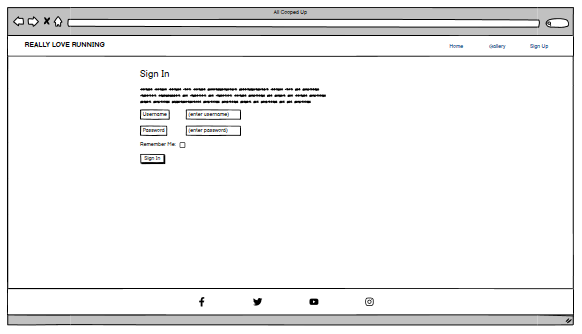 All Cooped Up
REALLY LOVE RUNNING
Home Gallery Sign Up
Sign In
Username (enter username)
Password (enter password)
Remember Me:
Sign In